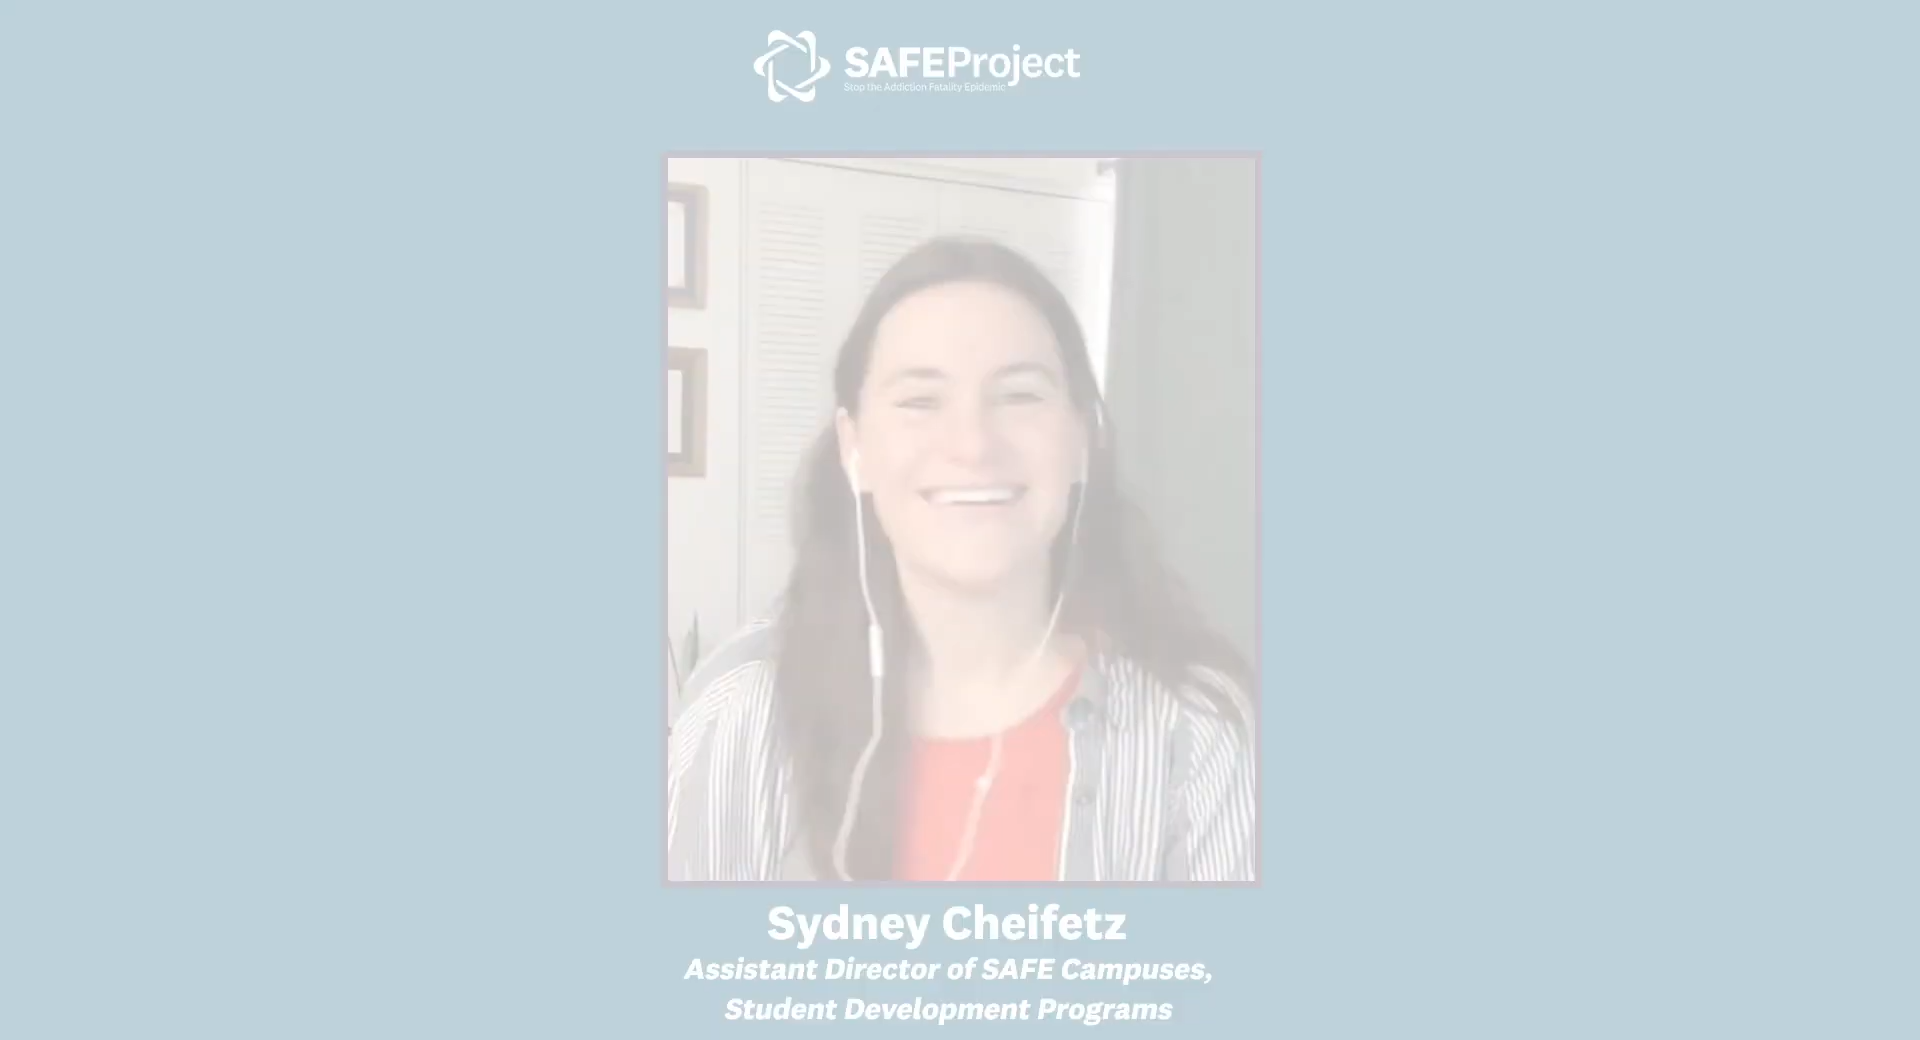 SAFEProject
Stop the Addiction Fatality Epidemic
Sydney Cheifetz
Assistant Director of SAFE Campuses,
Student Development Programs